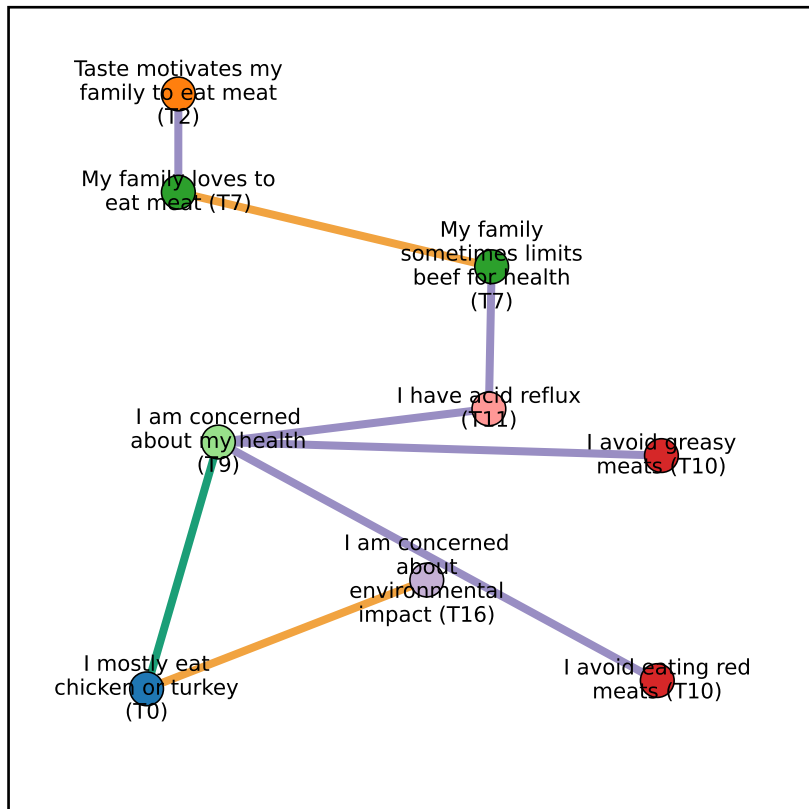 Taste motivates my
family to eat meat
(T2)
My family loves to
eat meat (T7)
My family
sometimes limits
beef for health
(T7)
I have acid reflux
(T11)
I am concerned
about my health
(T9)
I avoid greasy
meats (T10)
I am concerned
about
environmental
impact (T16)
I mostly eat
chicken or turkey
(T0)
I avoid eating red
meats (T10)